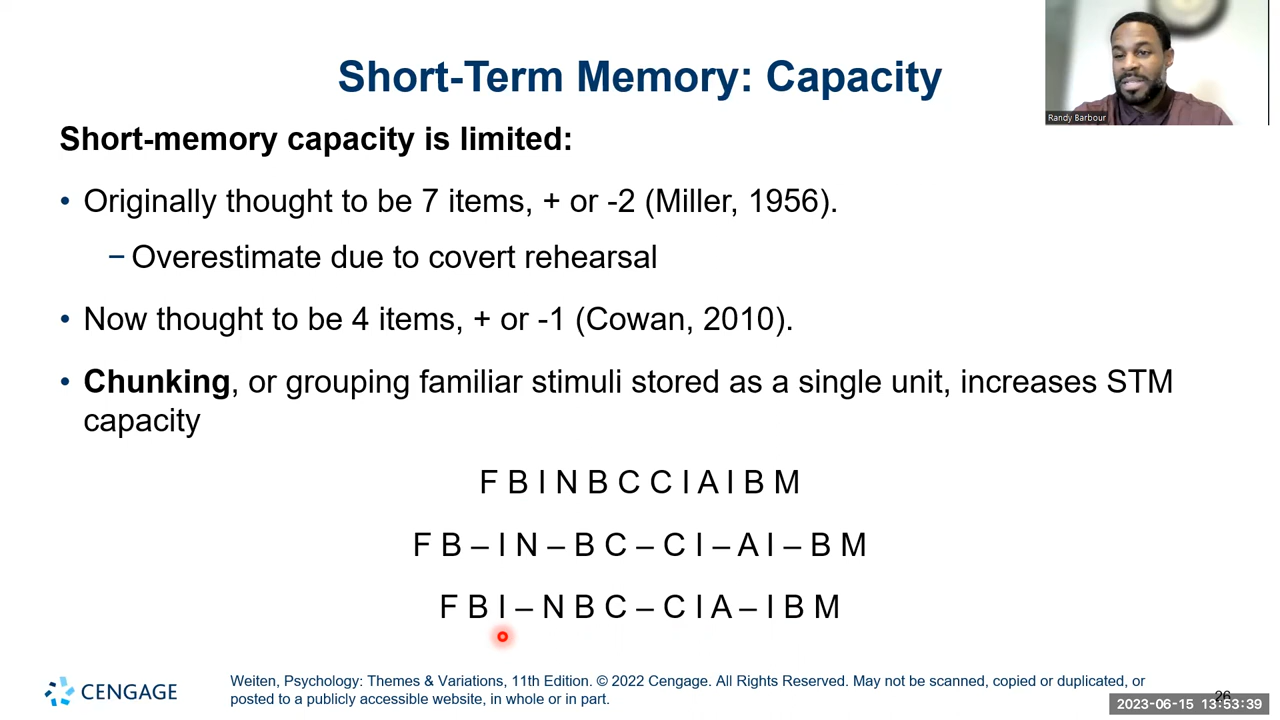 Short-Term Memory: Capacity
Randy Barbour
Short-memory capacity is limited:
• Originally thought to be 7 items, + or -2 (Miller, 1956).
– Overestimate due to covert rehearsal
• Now thought to be 4 items, + or -1 (Cowan, 2010).
• Chunking, or grouping familiar stimuli stored as a single unit, increases STM
capacity
F B I N B C C I A I B M
F B – I N – B C – C I – A I – B M
F B I – N B C – C I A – I B M
CENGAGE
Weiten, Psychology: Themes & Variations, 11th Edition. © 2022 Cengage. All Rights Reserved. May not be scanned, copied or duplicated, or
posted to a publicly accessible website, in whole or in part.
26
2023-06-15 13:53:39